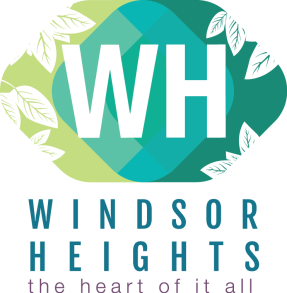 WH
WINDSOR
HEIGHTS
the heart of it all